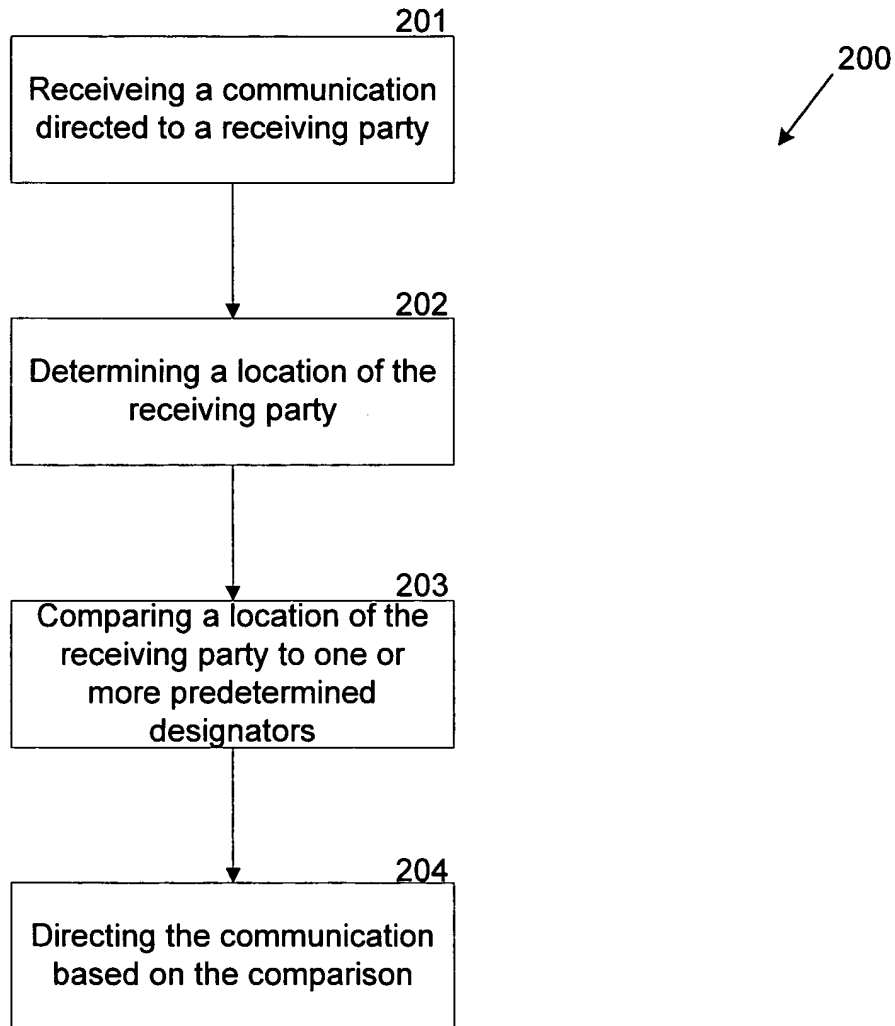 201
200
Receiveing a communication
directed to a receiving party
202
Determining a location of the
receiving party
203
Comparing a location of the
receiving party to one or
more predetermined
designators
204
Directing the communication
based on the comparison